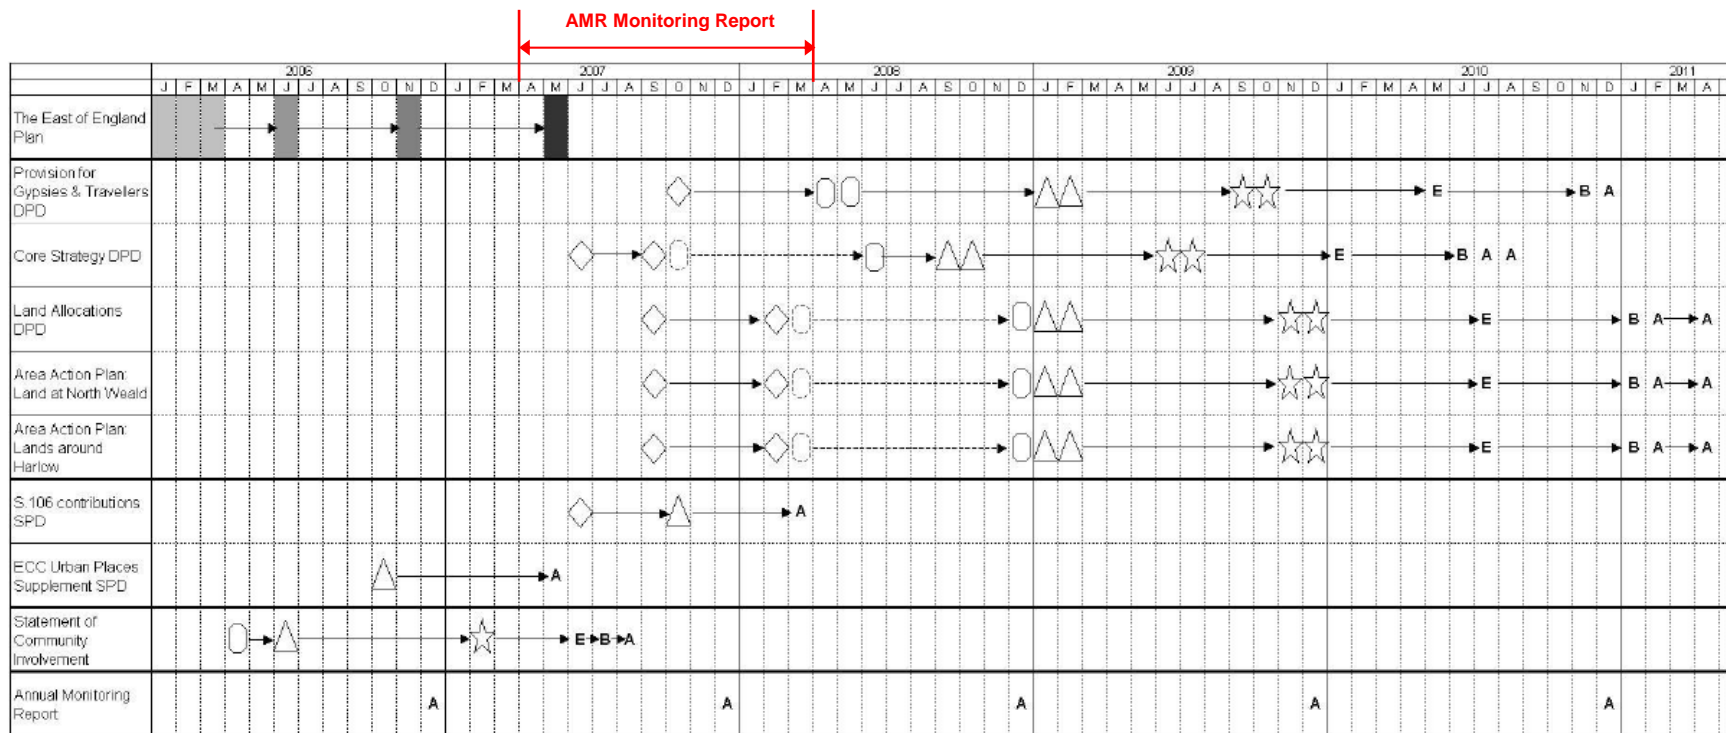 AMR Monitoring Report
2006 2007 2008 2009 2010 2011
J F M A M J J A S O N D J F M A M J J A S O N D J F M A M J J A S O N D J F M A M J J A S O N D J F M A M J J A S O N D J F M A
The East of England
Plan
Provision for
Gypsies & Travellers
DPD
E B A
Core Strategy DPD
E B A A
Land Allocations
DPD
E B A A
Area Action Plan:
Land at North Weald
E B A A
Area Action Plan:
Lands around
Harlow
E B A A
S.106 contributions
SPD
A
ECC Urban Places
Supplement SPD
A
Statement of
Community
Involvement
E B A
Annual Monitoring
Report
A A A A A